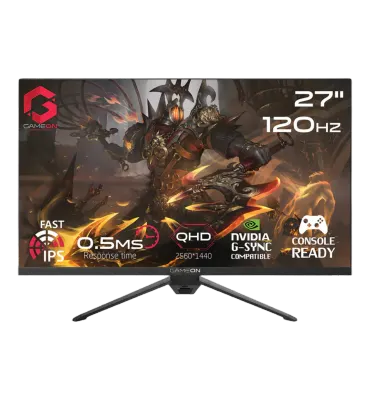 GAMEON
27"
120HZ
FAST
IPS
0.5MS
Response time
QHD
2560*1440
NVIDIA
G-SYNC
COMPATIBLE
CONSOLE
READY
GAMEON